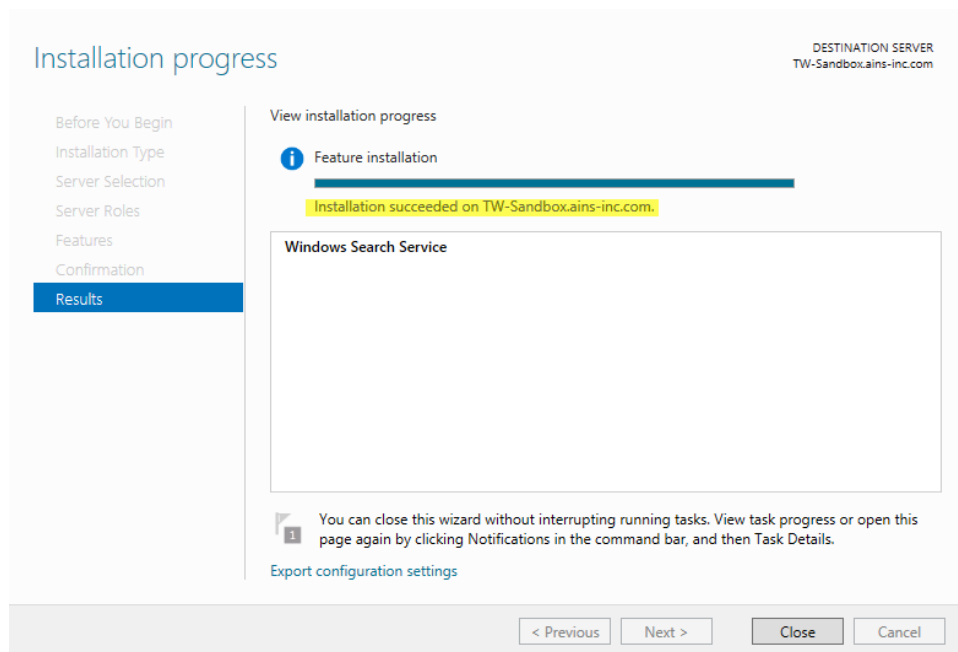 Installation progress
DESTINATION SERVER
TW-Sandbox.ains-inc.com
Before You Begin
Installation Type
Server Selection
Server Roles
Features
Confirmation
Results
View installation progress
Feature installation
Installation succeeded on TW-Sandbox.ains-inc.com.
Windows Search Service
1
You can close this wizard without interrupting running tasks. View task progress or open this
page again by clicking Notifications in the command bar, and then Task Details.
Export configuration settings
< Previous
Next >
Close
Cancel